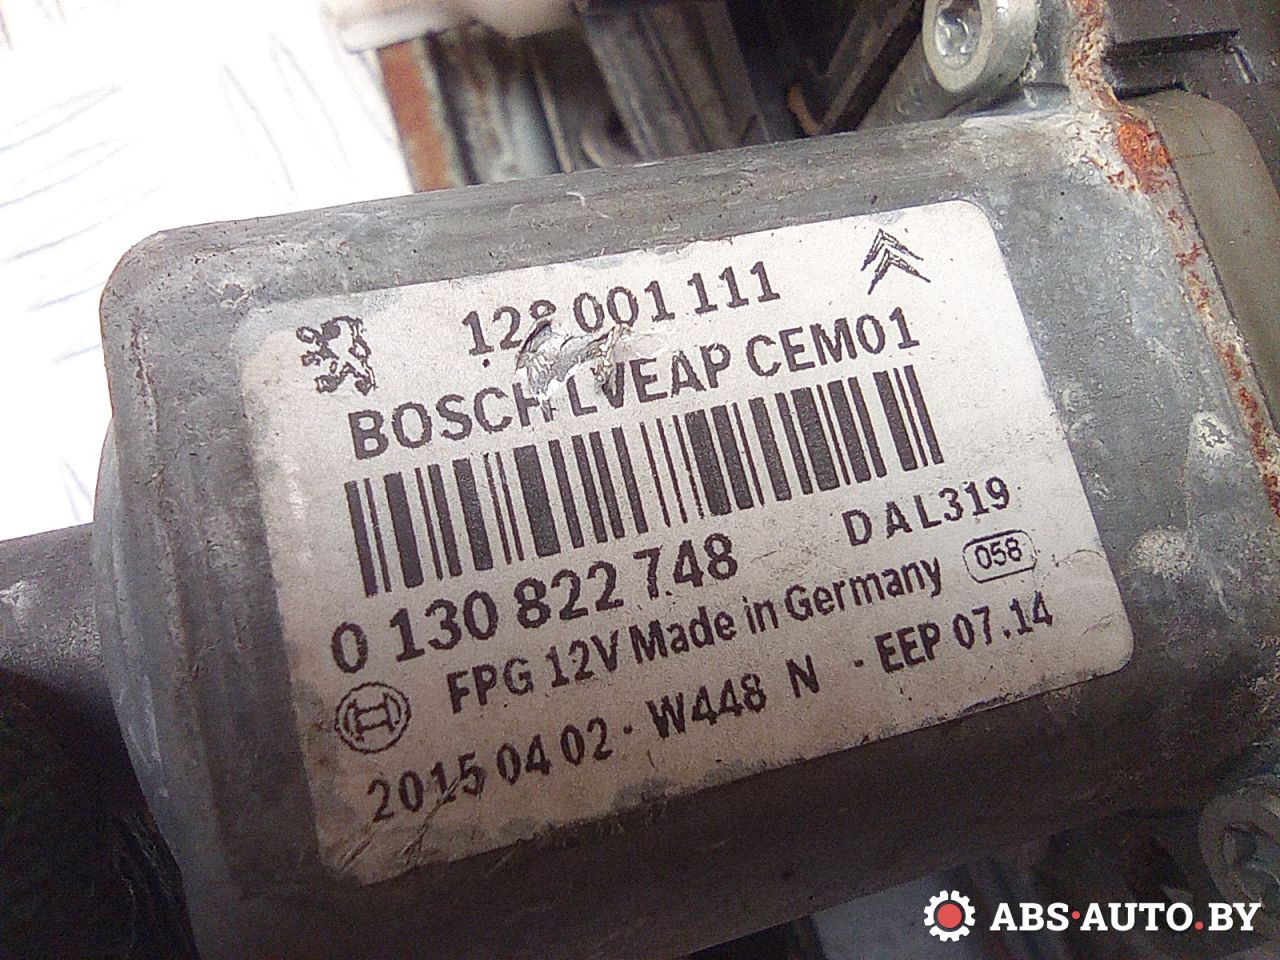 128 001 111
BOSCH LVEAP CEM01
DAL319
0 130 822 748
058
FPG 12V Made in Germany
2015 04 02 · W448 N · EEP 07.14
ABS·AUTO.BY